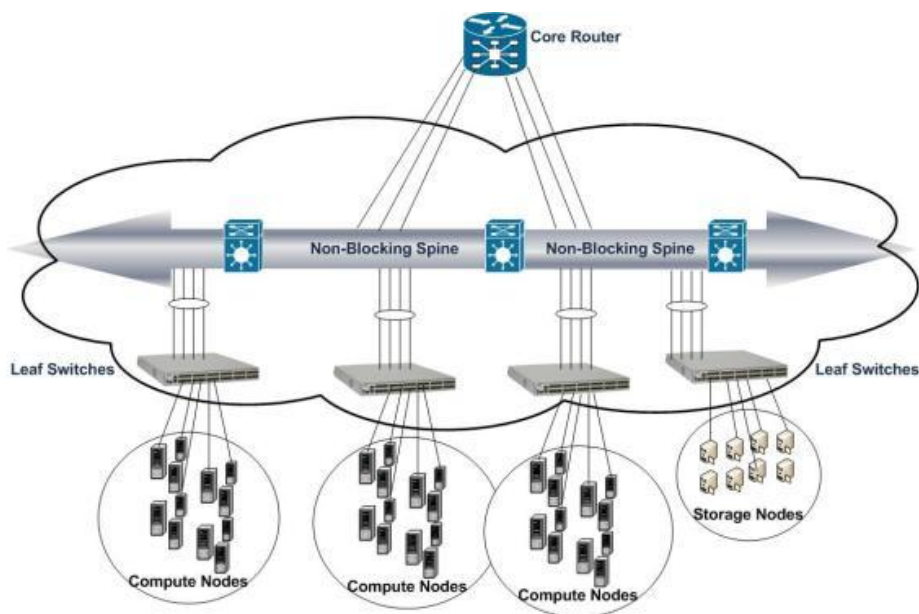 Core Router
Non-Blocking Spine
Non-Blocking Spine
Leaf Switches
Leaf Switches
Storage Nodes
Compute Nodes
Compute Nodes
Compute Nodes